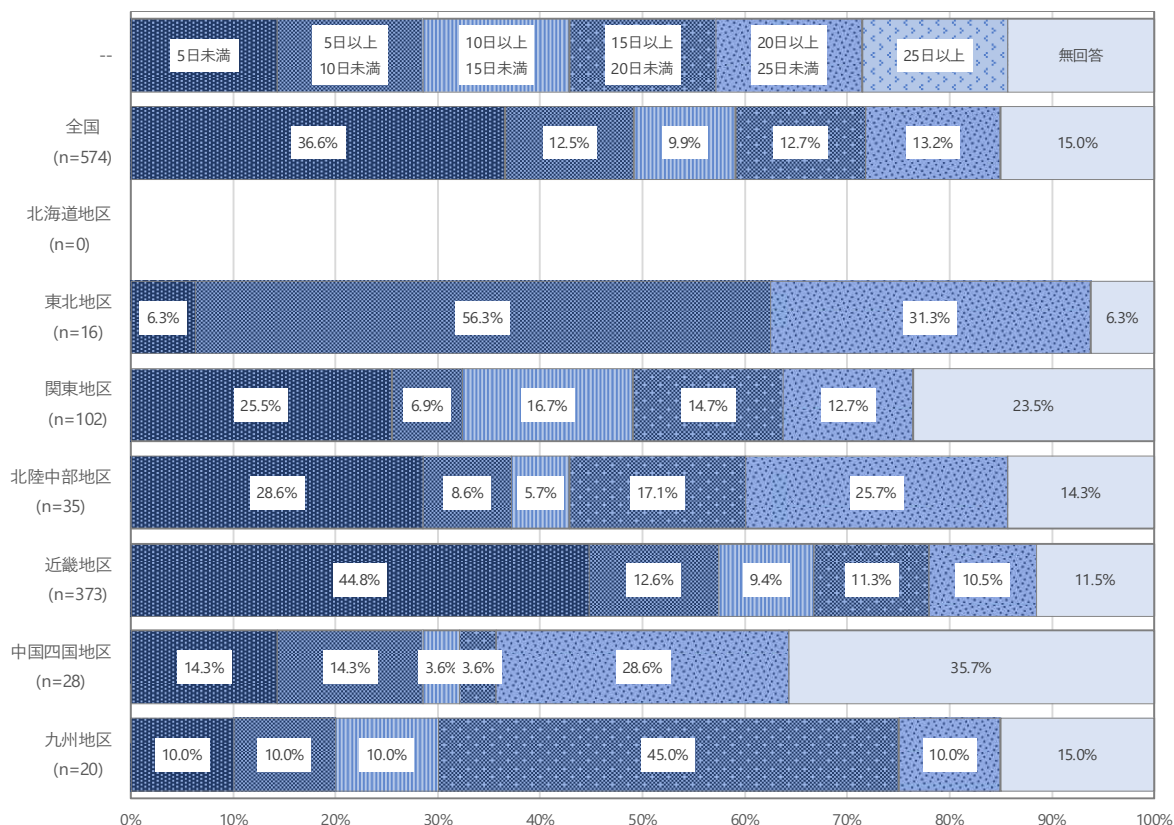 --
5日未満
5日以上
10日未満
10日以上
15日未満
15日以上
20日未満
20日以上
25日未満
25日以上
無回答
全国
(n=574)
36.6%
12.5%
9.9%
12.7%
13.2%
15.0%
北海道地区
(n=0)
東北地区
(n=16)
6.3%
56.3%
31.3%
6.3%
関東地区
(n=102)
25.5%
6.9%
16.7%
14.7%
12.7%
23.5%
北陸中部地区
(n=35)
28.6%
8.6%
5.7%
17.1%
25.7%
14.3%
近畿地区
(n=373)
44.8%
12.6%
9.4%
11.3%
10.5%
11.5%
中国四国地区
(n=28)
14.3%
14.3%
3.6%
3.6%
28.6%
35.7%
九州地区
(n=20)
10.0%
10.0%
10.0%
45.0%
10.0%
15.0%
0%
10%
20%
30%
40%
50%
60%
70%
80%
90%
100%